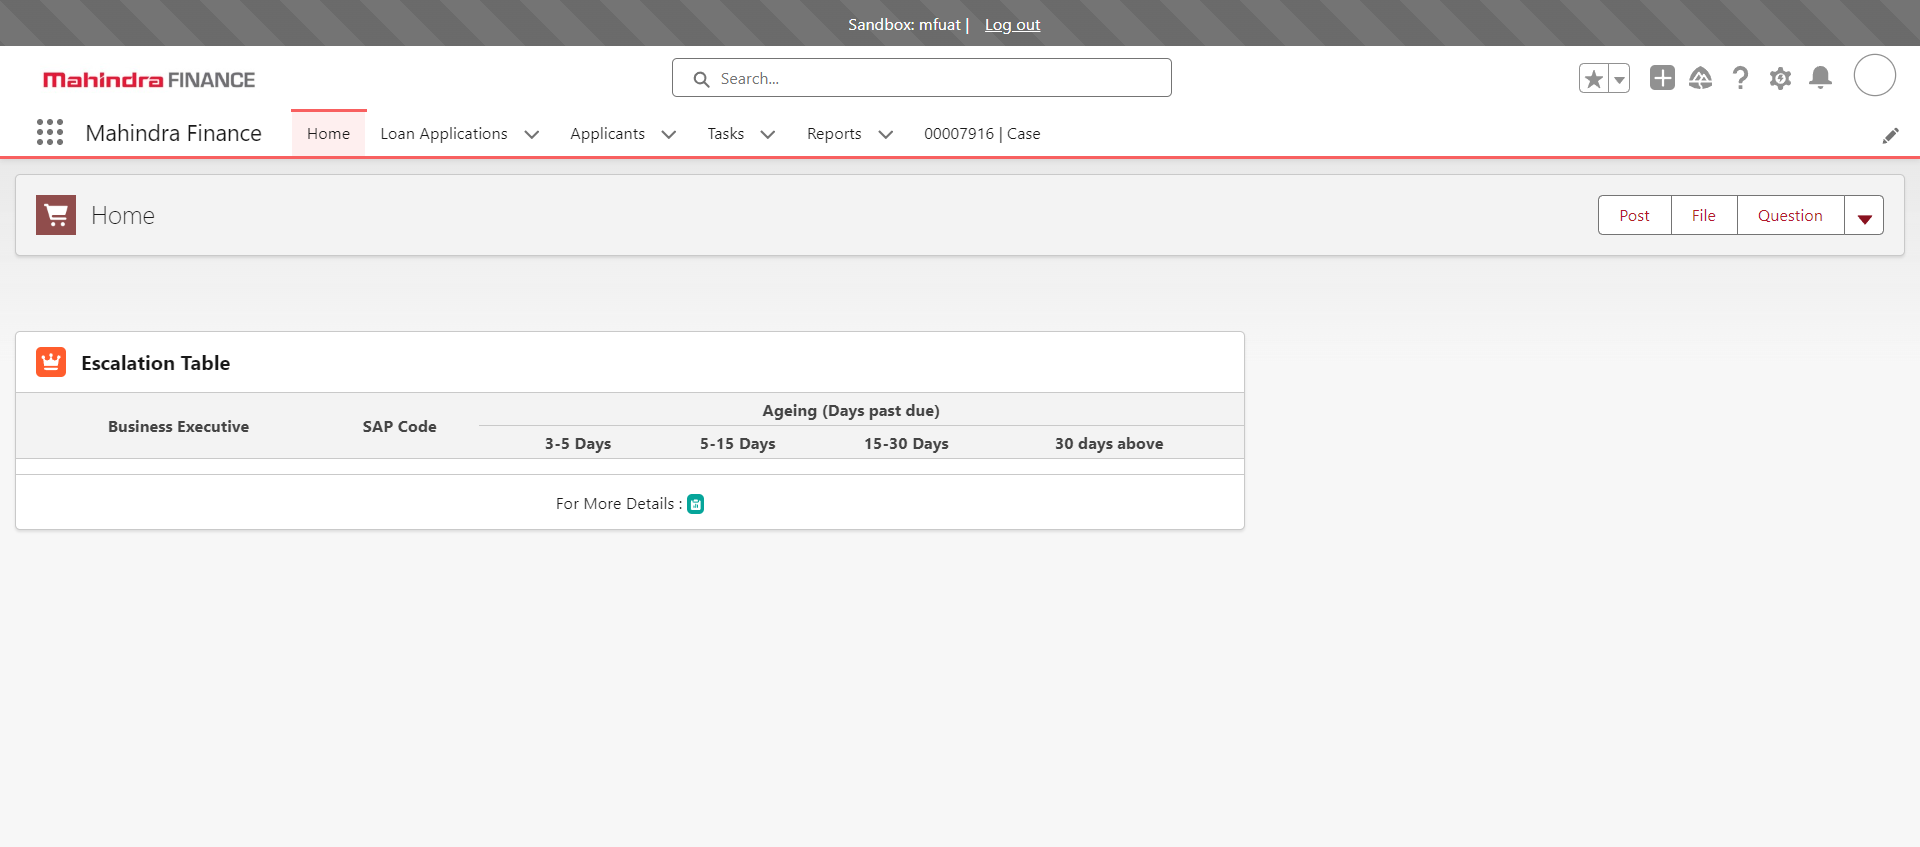 Sandbox: mfuat | Log out
Mahindra FINANCE
Search...
Mahindra Finance
Home
Loan Applications
Applicants
Tasks
Reports
00007916 | Case
Home
Post
File
Question
Escalation Table
Business Executive
SAP Code
Ageing (Days past due)
3-5 Days
5-15 Days
15-30 Days
30 days above
For More Details :